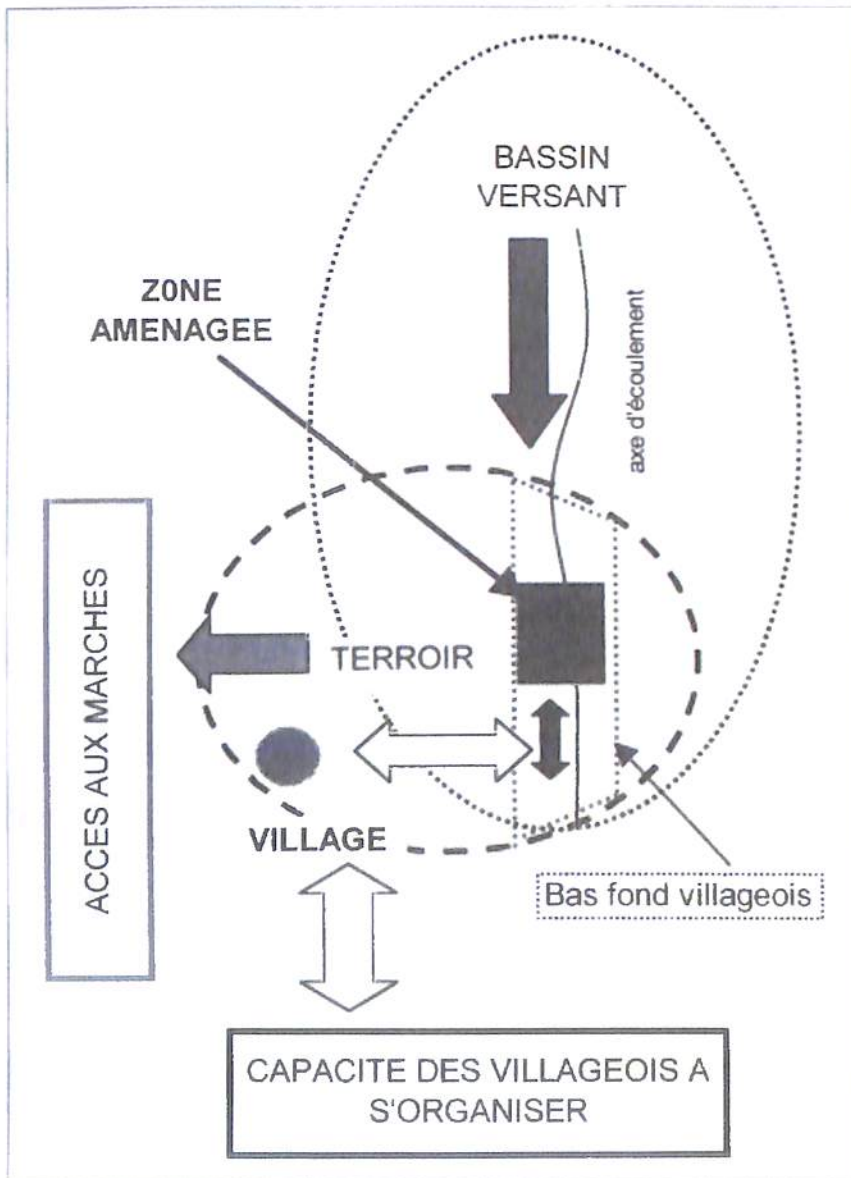 BASSIN
VERSANT
Z0NE
AMENAGEE
axe d'écoulement
ACCES AUX MARCHES
TERROIR
VILLAGE
Bas fond villageois
CAPACITE DES VILLAGEOIS A
S'ORGANISER